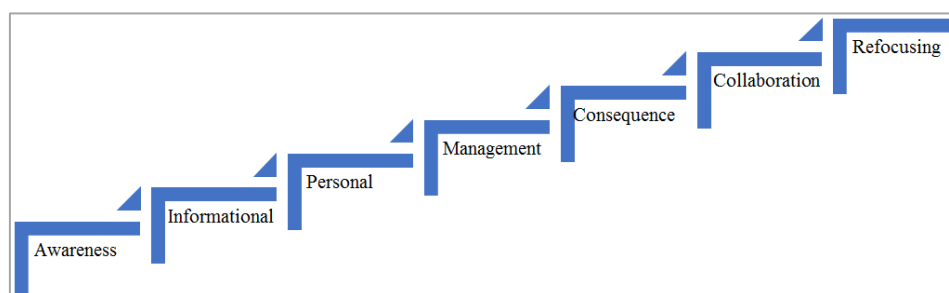 Awareness
Informational
Personal
Management
Consequence
Collaboration
Refocusing